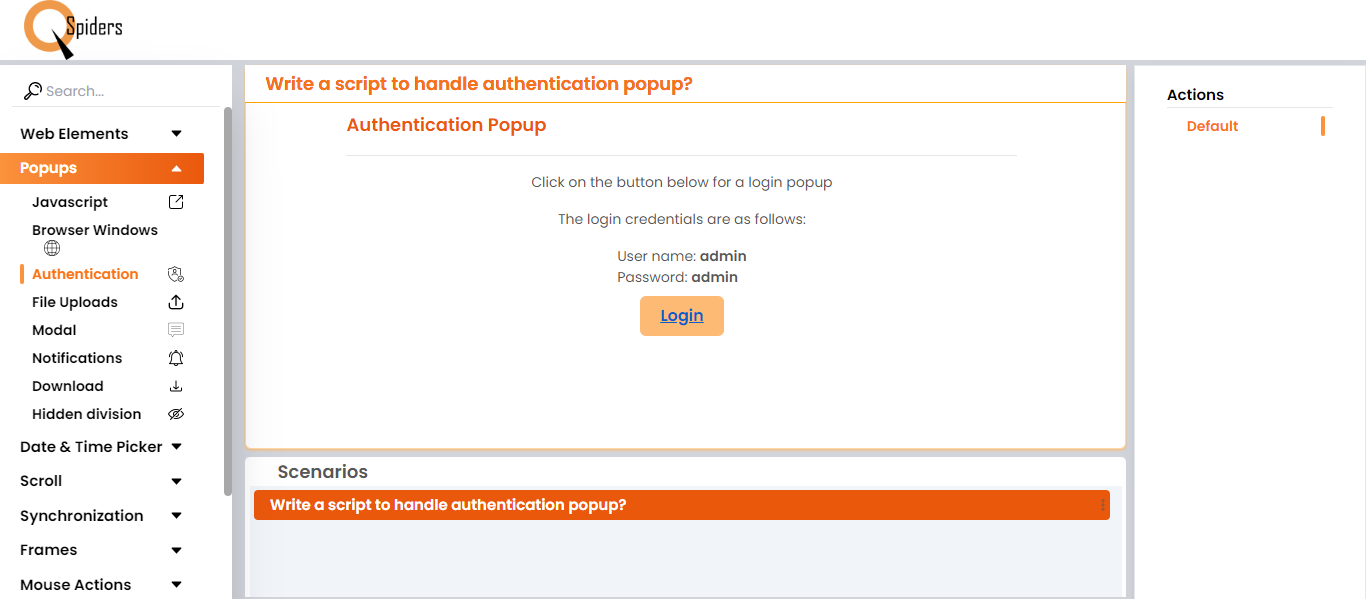 Spiders
Search...
Web Elements
Popups
Javascript
Browser Windows
Authentication
File Uploads
Modal
Notifications
Download
Hidden division
Date & Time Picker
Scroll
Synchronization
Frames
Mouse Actions
Write a script to handle authentication popup?
Authentication Popup
Click on the button below for a login popup
The login credentials are as follows:
User name: admin
Password: admin
Login
Scenarios
Write a script to handle authentication popup?
Actions
Default